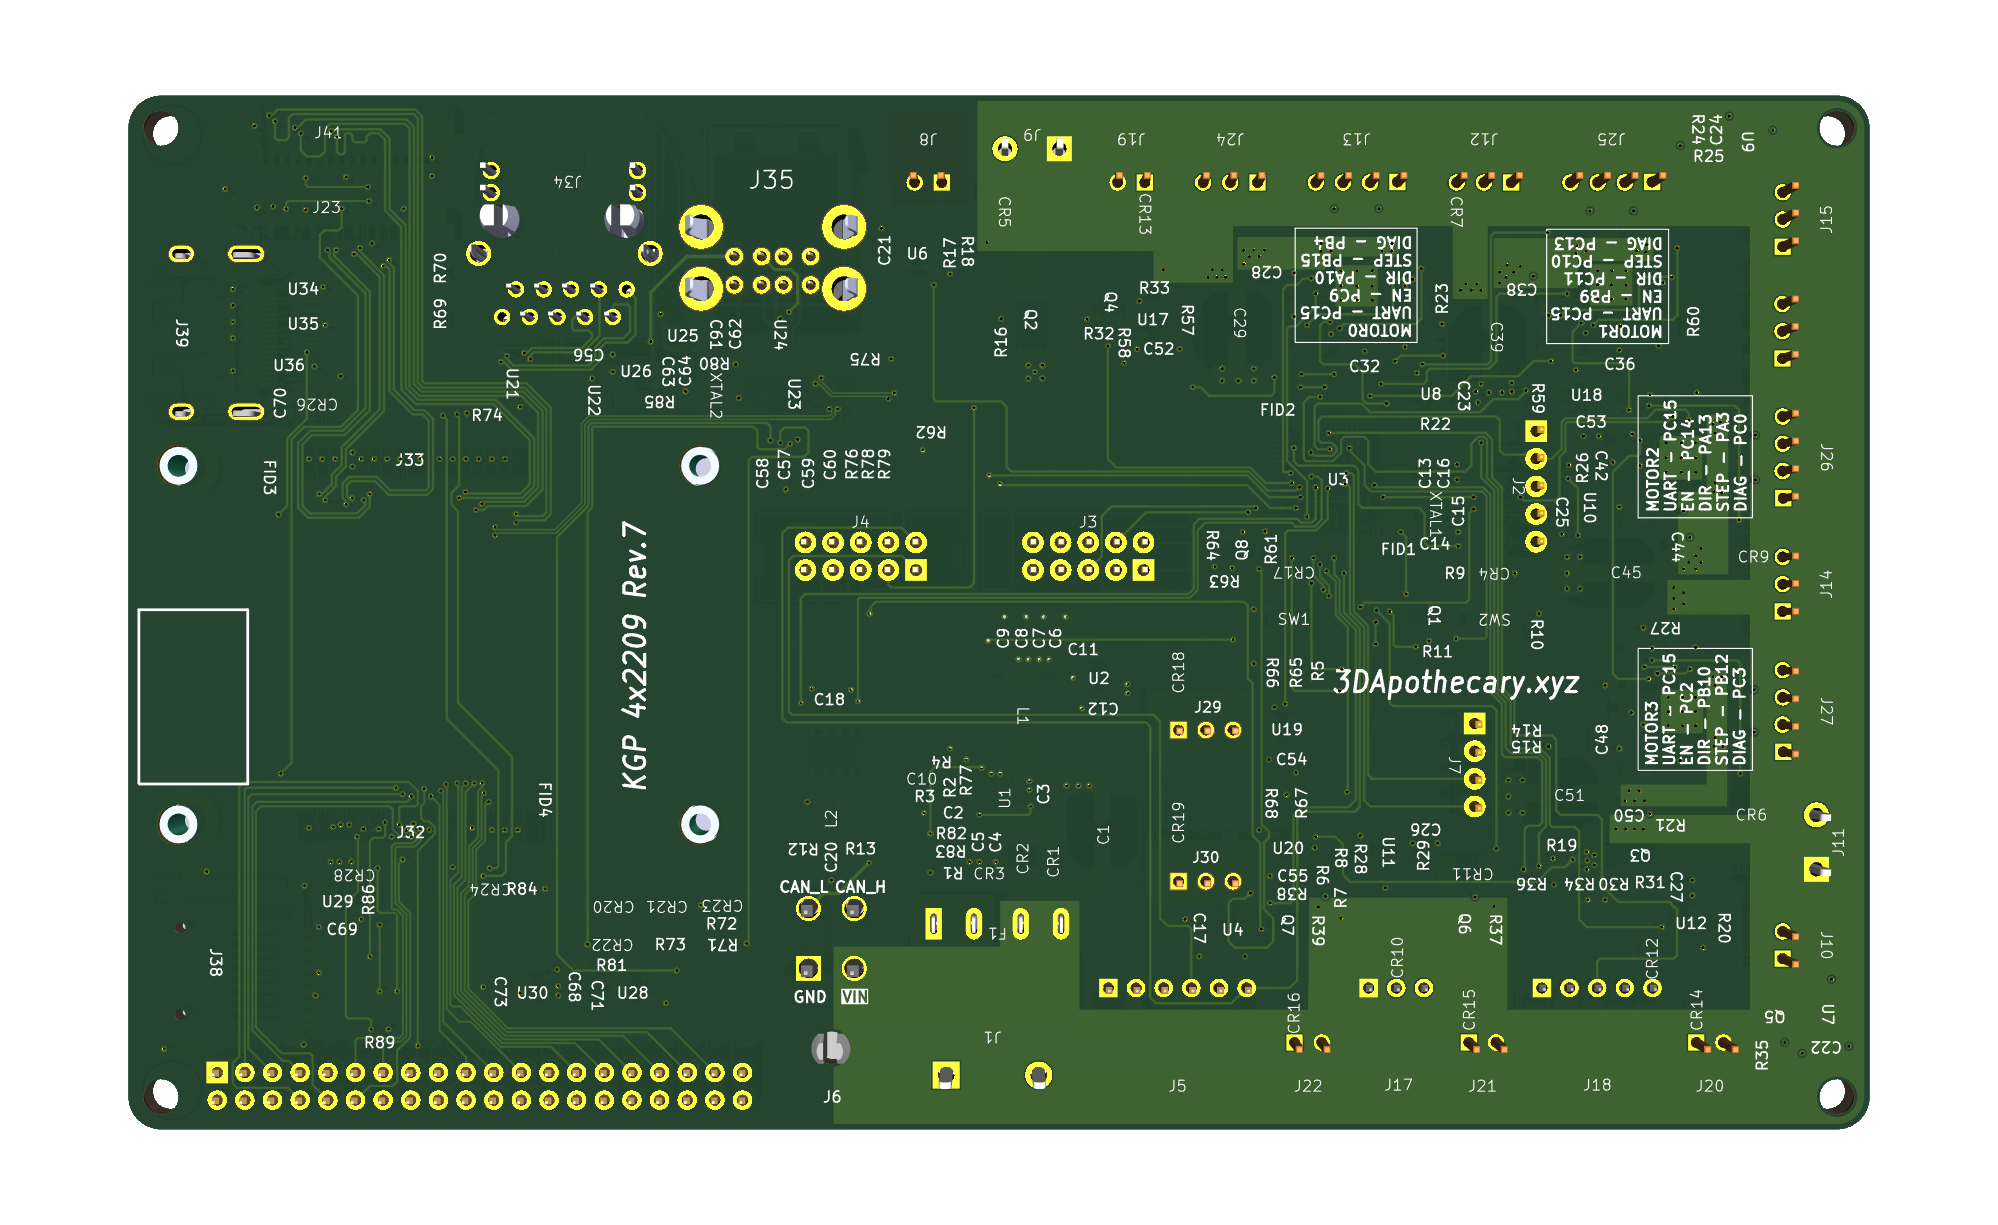 J41
J34
J35
J8
J9
J19
J24
J13
J12
J25
R24
C24
R25
U6
J23
CR5
CR13
CR7
J15
R70
C21
U9
R17
R18
C28
DIAG - PB4
STEP - PB15
DIR - PA10
EN - PC9
UART - PC15
MOTOR0
DIAG - PC13
STEP - PC10
DIR - PC11
EN - PB9
UART - PC15
MOTOR1
C38
R23
U34
R33
U35
R69
J39
U25
C61
C62
U24
R16
Q2
Q4
R32
U17
R57
C29
C39
R60
R58
C52
U36
C56
U26
C63
C64
R80
R75
C32
C36
C70
CR26
U21
U22
R85
XTAL2
U23
FID2
U8
C23
R59
U18
R74
R62
R22
C53
MOTOR2
UART - PC15
EN - PC14
DIR - PA13
STEP - PA3
DIAG - PC0
J26
FID3
J33
C58
C57
C59
C60
R76
R78
R79
U3
C13
C16
R26
C42
J2
XTAL1
C15
C25
U10
J4
J3
R64
Q8
R61
FID1
C14
C44
CR9
R63
CR17
R9
CR4
C45
J14
KGP 4x2209 Rev.7
C9
C8
C7
C6
C11
SW1
Q1
SW2
R10
R27
R11
CR18
R66
R65
R5
3DApothecary.xyz
U2
C18
L1
C12
J29
MOTOR3
UART - PC15
EN - PC2
DIR - PB10
STEP - PB12
DIAG - PC3
J27
U19
R14
R15
C48
C54
J7
R4
C10
R3
R2
R77
U1
C3
C2
FID4
L2
R68
R67
C51
C50
R21
CR6
J32
R82
R83
C5
C4
C1
CR19
C26
J11
R12
C20
R13
R1
CR3
CR2
CR1
J30
U20
R8
R28
U11
R29
R19
Q3
CR28
CR24
R84
CAN_L
CAN_H
C55
R38
R6
R7
CR11
R36
R34
R30
R31
C27
U29
R86
CR20
CR21
CR23
C69
R72
F1
C17
U4
Q7
R39
Q6
R37
U12
R20
J10
J38
CR22
R73
R71
R81
CR10
CR12
C73
U30
C68
C71
U28
GND
VIN
CR16
CR15
CR14
Q5
U7
R89
J1
R35
C22
J6
J5
J22
J17
J21
J18
J20